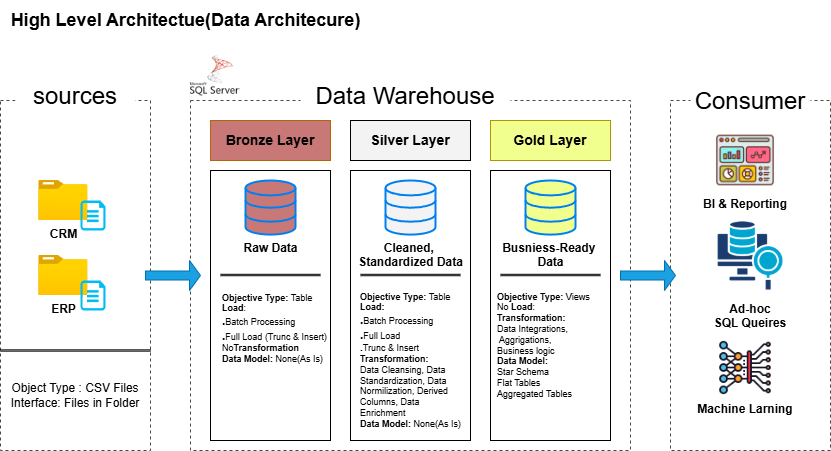 High Level Architectue(Data Architecure)
sources
CRM
ERP
Object Type : CSV Files
Interface: Files in Folder
Microsoft
SQL Server
Data Warehouse
Bronze Layer
Raw Data
Objective Type: Table
Load:
.Batch Processing
.Full Load (Trunc & Insert)
NoTransformation
Data Model: None(As Is)
Silver Layer
Cleaned,
Standardized Data
Objective Type: Table
Load:
.Batch Processing
.Full Load
.Trunc & Insert
Transformation:
Data Cleansing, Data
Standardization, Data
Normilization, Derived
Columns, Data
Enrichment
Data Model: None(As Is)
Gold Layer
Busniess-Ready
Data
Objective Type: Views
No Load:
Transformation:
Data Integrations,
Aggrigations,
Business logic
Data Model:
Star Schema
Flat Tables
Aggregated Tables
Consumer
BI & Reporting
Ad-hoc
SQL Queires
Machine Larning